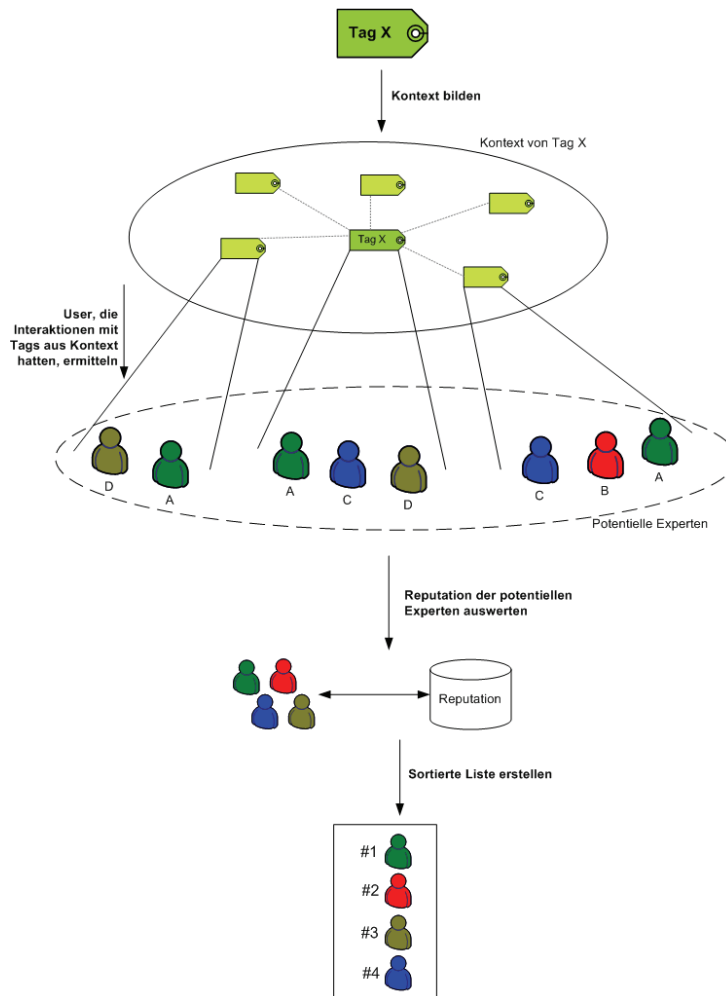 Tag X
Kontext bilden
Kontext von Tag X
Tag X
User, die
Interaktionen mit
Tags aus Kontext
hatten, ermitteln
D
A
A
C
D
C
B
A
Potentielle Experten
Reputation der potentiellen
Experten auswerten
Reputation
Sortierte Liste erstellen
#1
#2
#3
#4